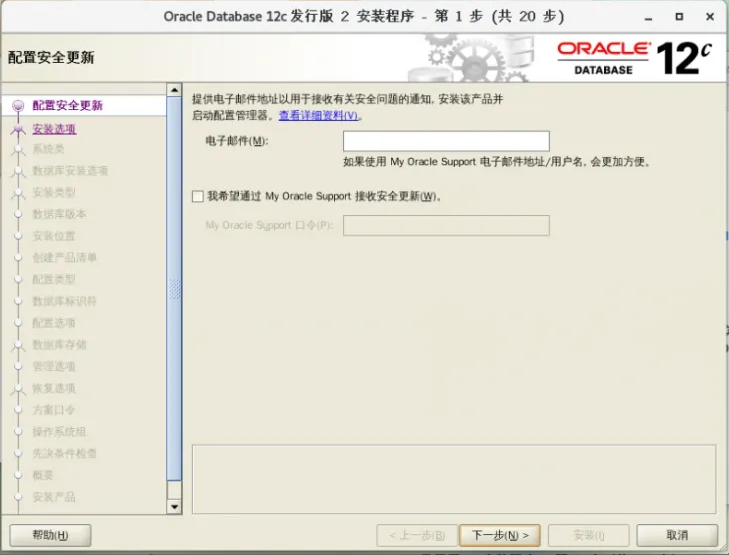 Oracle Database 12c 发行版 2 安装程序 - 第 1 步 (共 20 步)
配置安全更新
ORACLE
DATABASE
12c
配置安全更新
安装选项
系统类
数据库安装选项
安装类型
数据库版本
安装位置
创建产品清单
配置类型
数据库标识符
配置选项
数据库存储
管理选项
恢复选项
方案口令
操作系统组
先决条件检查
概要
安装产品
提供电子邮件地址以用于接收有关安全问题的通知, 安装该产品并
启动配置管理器。查看详细资料(V)。
电子邮件(M):
如果使用 My Oracle Support 电子邮件地址/用户名, 会更加方便。
我希望通过 My Oracle Support 接收安全更新(W)。
My Oracle Support 口令(P):
帮助(H)
< 上一步(B)
下一步(N) >
安装(I)
取消